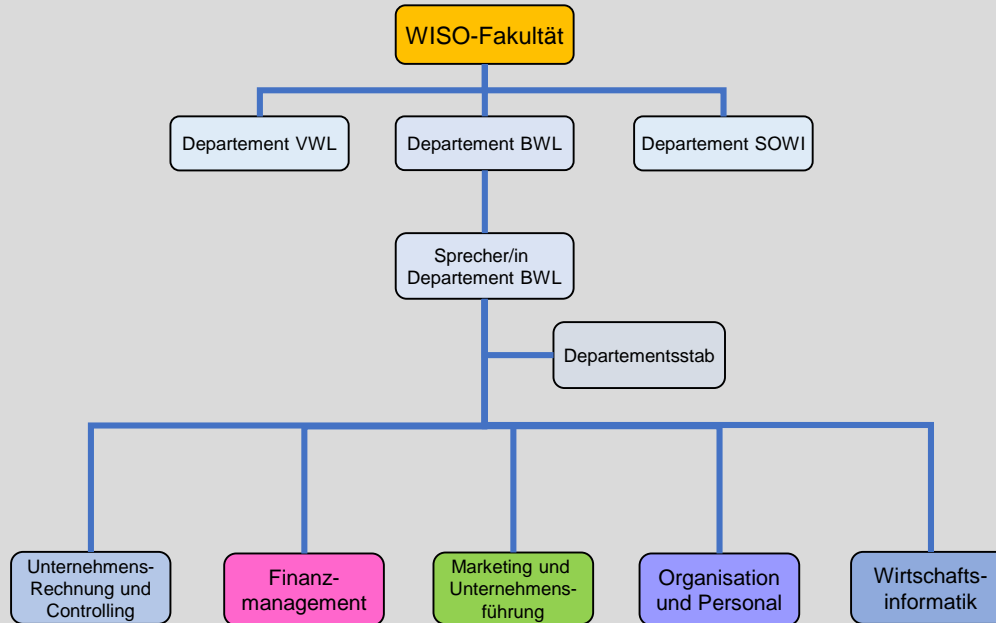 WISO-Fakultät
Departement VWL
Departement BWL
Departement SOWI
Sprecher/in
Departement BWL
Departementsstab
Unternehmens-
Rechnung und
Controlling
Finanz-
management
Marketing und
Unternehmens-
führung
Organisation
und Personal
Wirtschafts-
informatik